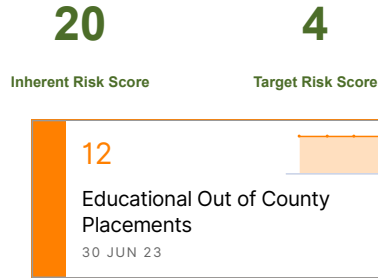 20 4
Inherent Risk Score Target Risk Score
12
Educational Out of County
Placements
30 JUN 23